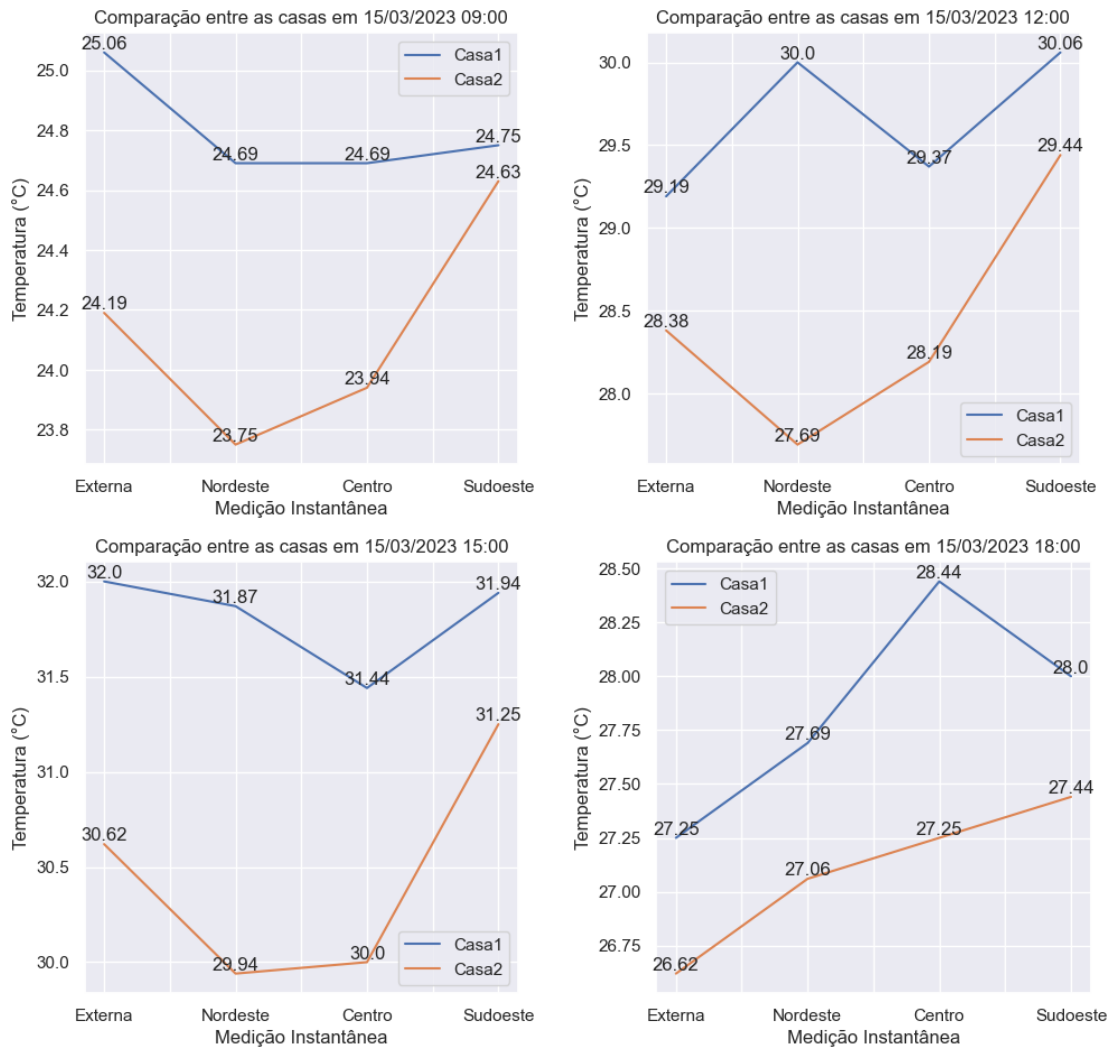 Comparação entre as casas em 15/03/2023 09:00
25.06
25.0
24.8
24.6
24.4
24.2
24.0
23.8
Temperatura (°C)
Casa1
Casa2
24.69
24.69
24.75
24.63
24.19
23.75
23.94
Externa Nordeste Centro Sudoeste
Medição Instantânea
Comparação entre as casas em 15/03/2023 12:00
30.0
29.5
29.0
28.5
28.0
Temperatura (°C)
30.0
30.06
29.19
29.37
29.44
28.38
28.19
27.69
Casa1
Casa2
Externa Nordeste Centro Sudoeste
Medição Instantânea
Comparação entre as casas em 15/03/2023 15:00
32.0
31.5
31.0
30.5
30.0
Temperatura (°C)
32.0
31.87
31.94
31.44
31.25
30.62
29.94
30.0
Casa1
Casa2
Externa Nordeste Centro Sudoeste
Medição Instantânea
Comparação entre as casas em 15/03/2023 18:00
28.50
28.25
28.00
27.75
27.50
27.25
27.00
26.75
Temperatura (°C)
Casa1
Casa2
28.44
28.0
27.69
27.25
27.44
27.25
27.06
26.62
Externa Nordeste Centro Sudoeste
Medição Instantânea